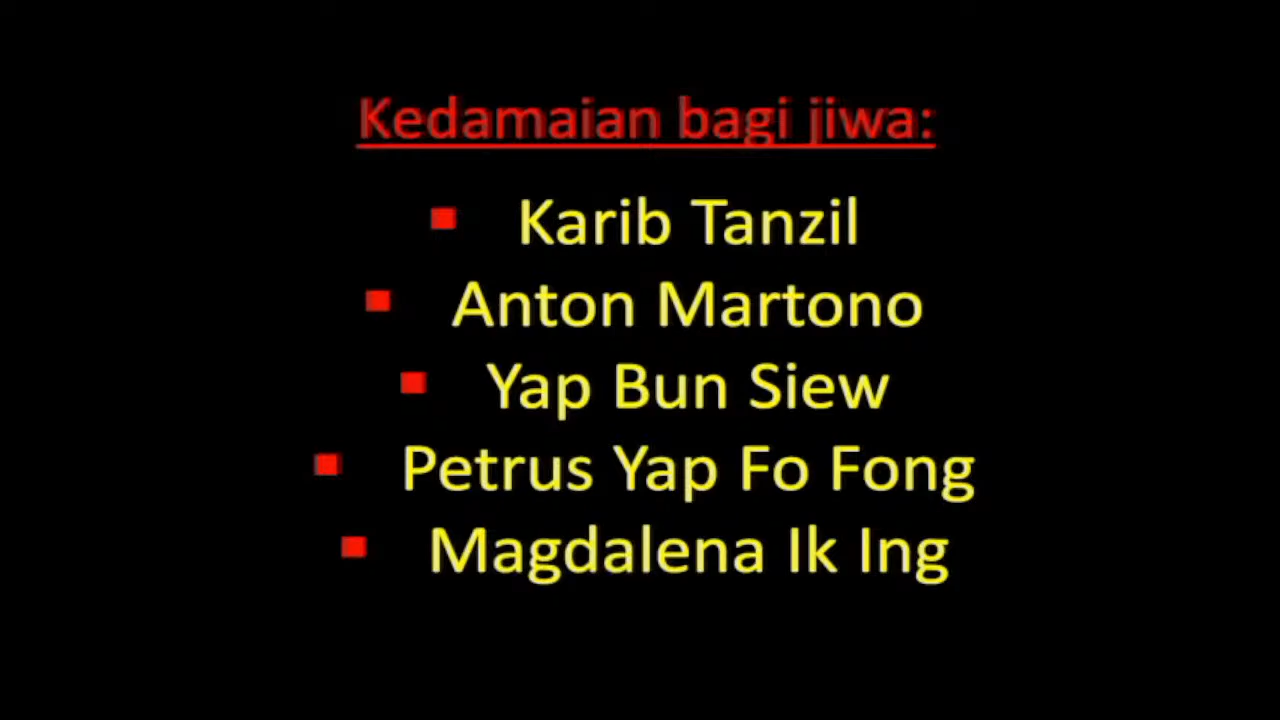 Kedamaian bagi jiwa:
▪ Karib Tanzil
▪ Anton Martono
▪ Yap Bun Siew
▪ Petrus Yap Fo Fong
▪ Magdalena Ik Ing